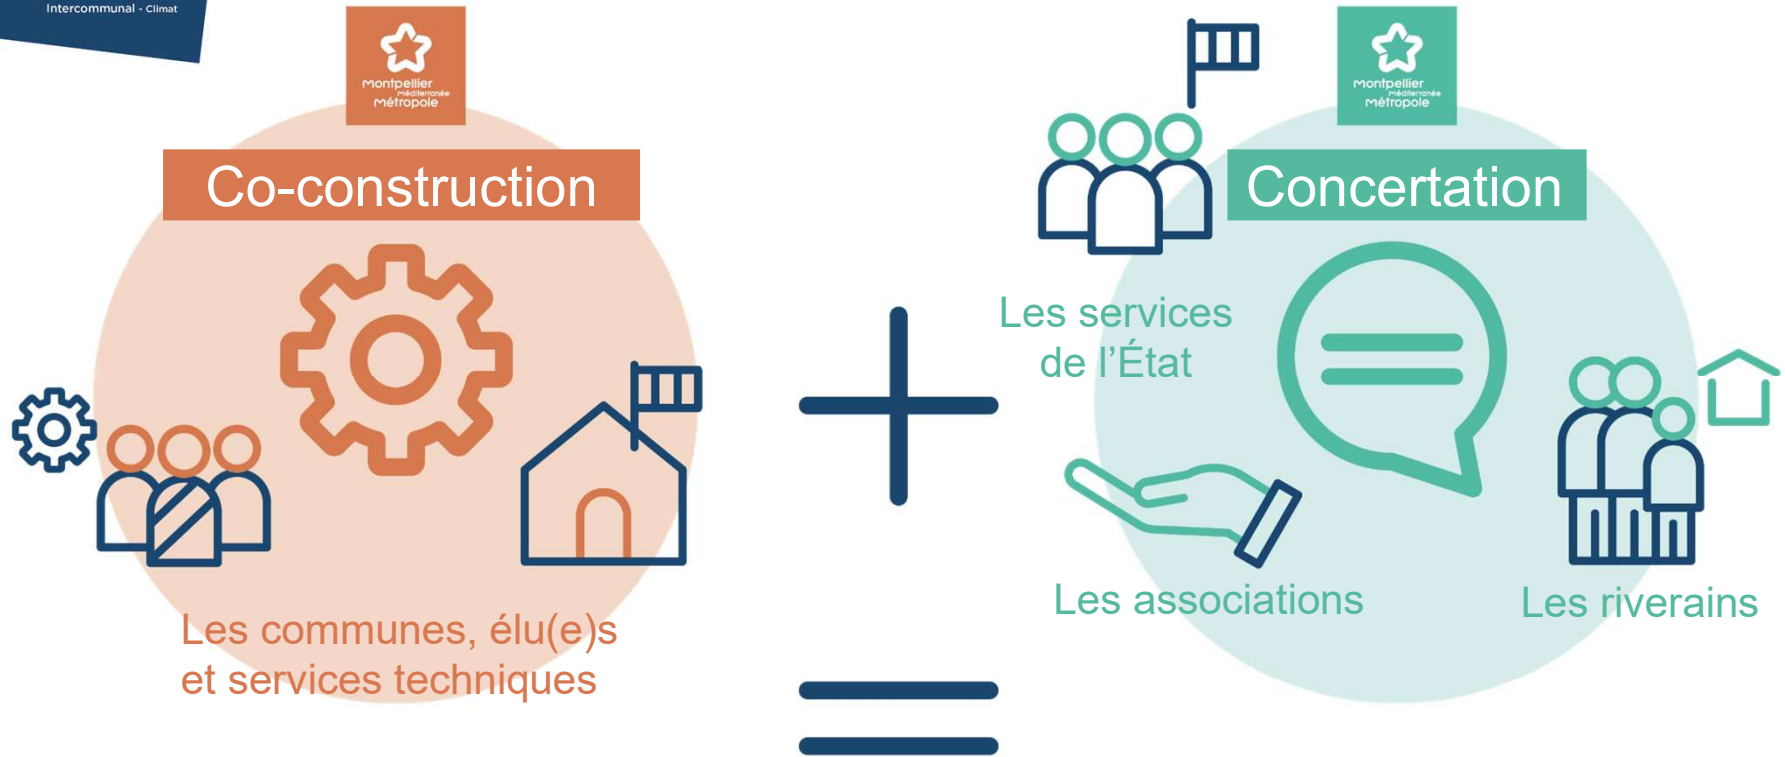 Intercommunal - Climat
montpellier
méditerranée
métropole
Co-construction
Les communes, élu(e)s
et services techniques
montpellier
méditerranée
métropole
Concertation
Les services
de l’État
Les associations
Les riverains